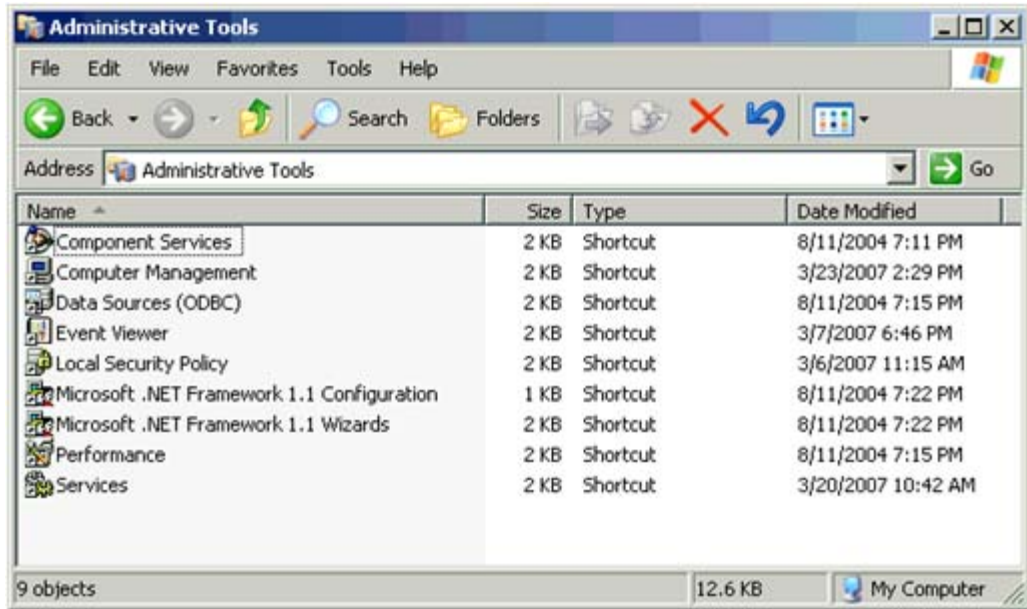 Administrative Tools
File Edit View Favorites Tools Help
Back Search Folders
Address Administrative Tools Go
Name Size Type Date Modified
Component Services 2 KB Shortcut 8/11/2004 7:11 PM
Computer Management 2 KB Shortcut 3/23/2007 2:29 PM
Data Sources (ODBC) 2 KB Shortcut 8/11/2004 7:15 PM
Event Viewer 2 KB Shortcut 3/7/2007 6:46 PM
Local Security Policy 2 KB Shortcut 3/6/2007 11:15 AM
Microsoft .NET Framework 1.1 Configuration 1 KB Shortcut 8/11/2004 7:22 PM
Microsoft .NET Framework 1.1 Wizards 2 KB Shortcut 8/11/2004 7:22 PM
Performance 2 KB Shortcut 8/11/2004 7:15 PM
Services 2 KB Shortcut 3/20/2007 10:42 AM
9 objects 12.6 KB My Computer